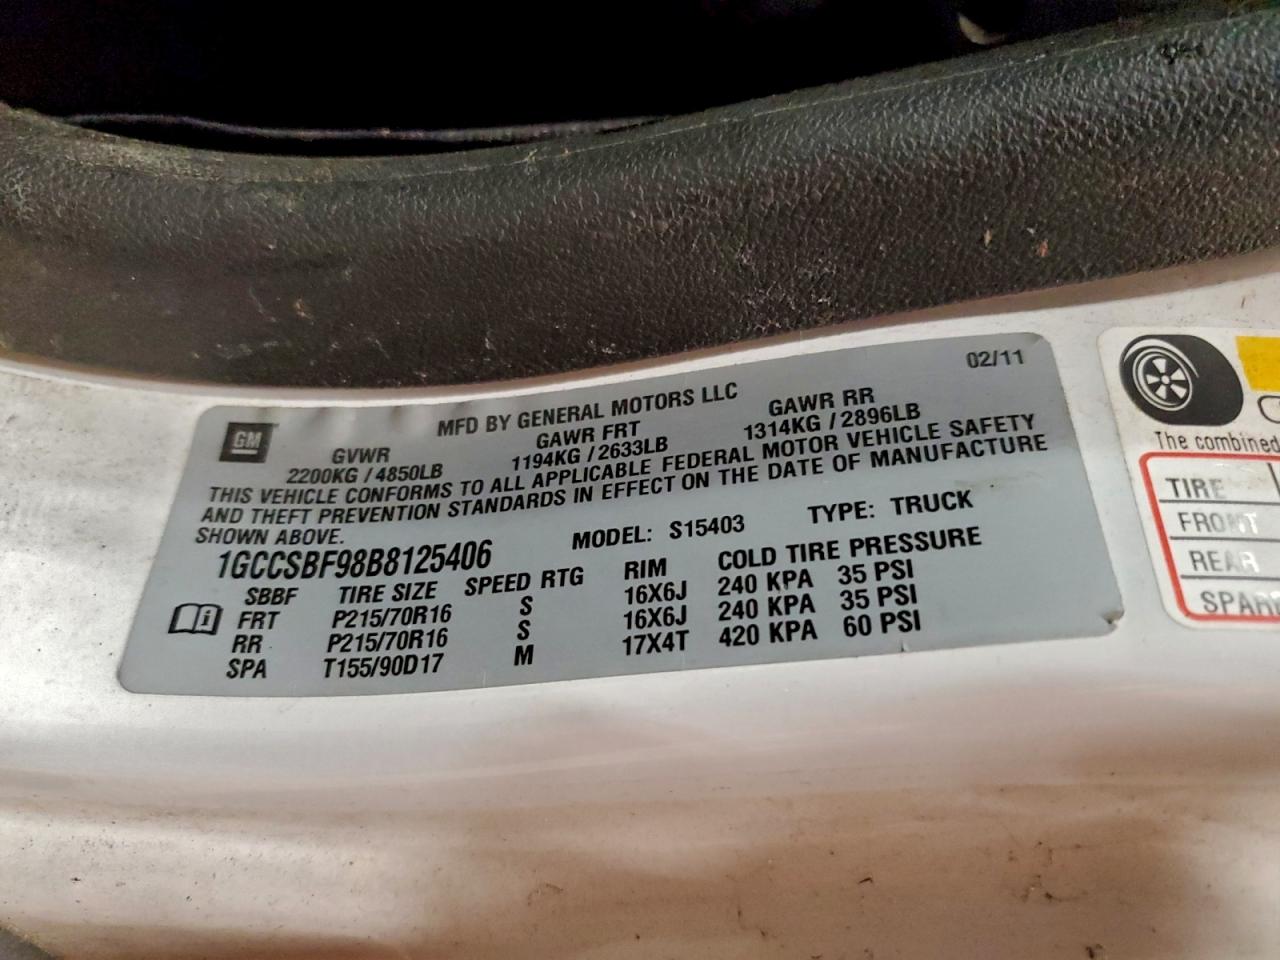 02/11
GM
MFD BY GENERAL MOTORS LLC
GVWR GAWR FRT GAWR RR
2200KG / 4850LB 1194KG / 2633LB 1314KG / 2896LB
THIS VEHICLE CONFORMS TO ALL APPLICABLE FEDERAL MOTOR VEHICLE SAFETY
AND THEFT PREVENTION STANDARDS IN EFFECT ON THE DATE OF MANUFACTURE
SHOWN ABOVE.
1GCCSBF98B8125406 MODEL: S15403 TYPE: TRUCK
SBBF TIRE SIZE SPEED RTG RIM COLD TIRE PRESSURE
FRT P215/70R16 S 16X6J 240 KPA 35 PSI
RR P215/70R16 S 16X6J 240 KPA 35 PSI
SPA T155/90D17 M 17X4T 420 KPA 60 PSI
The combined
TIRE
FRONT
REAR
SPARE